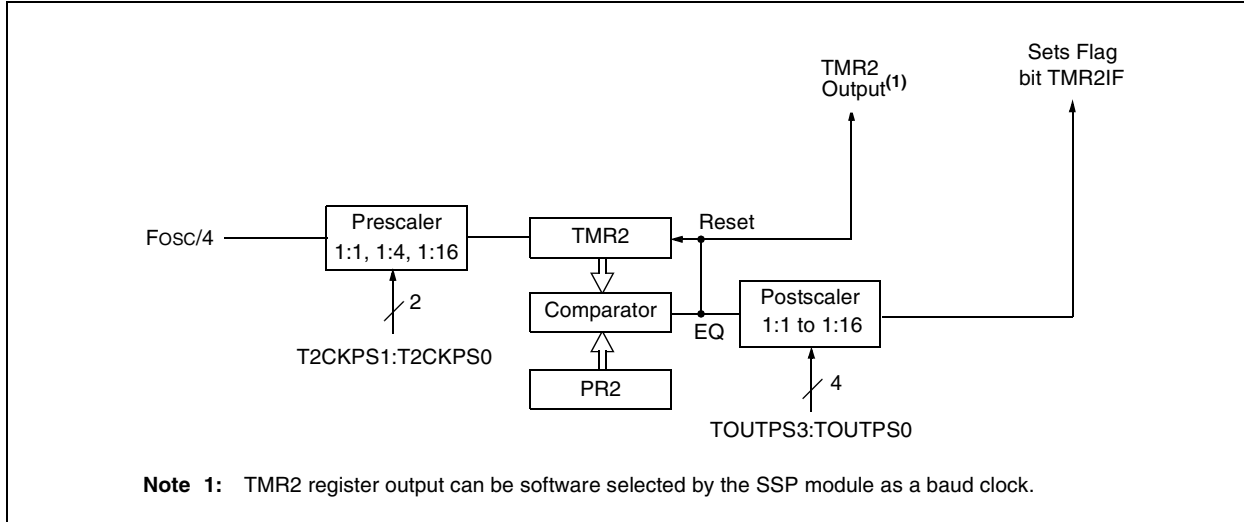 Sets Flag
bit TMR2IF
TMR2
Output(1)
Reset
FOSC/4
Prescaler
1:1, 1:4, 1:16
TMR2
2
T2CKPS1:T2CKPS0
Comparator
EQ
PR2
Postscaler
1:1 to 1:16
4
TOUTPS3:TOUTPS0
Note 1: TMR2 register output can be software selected by the SSP module as a baud clock.